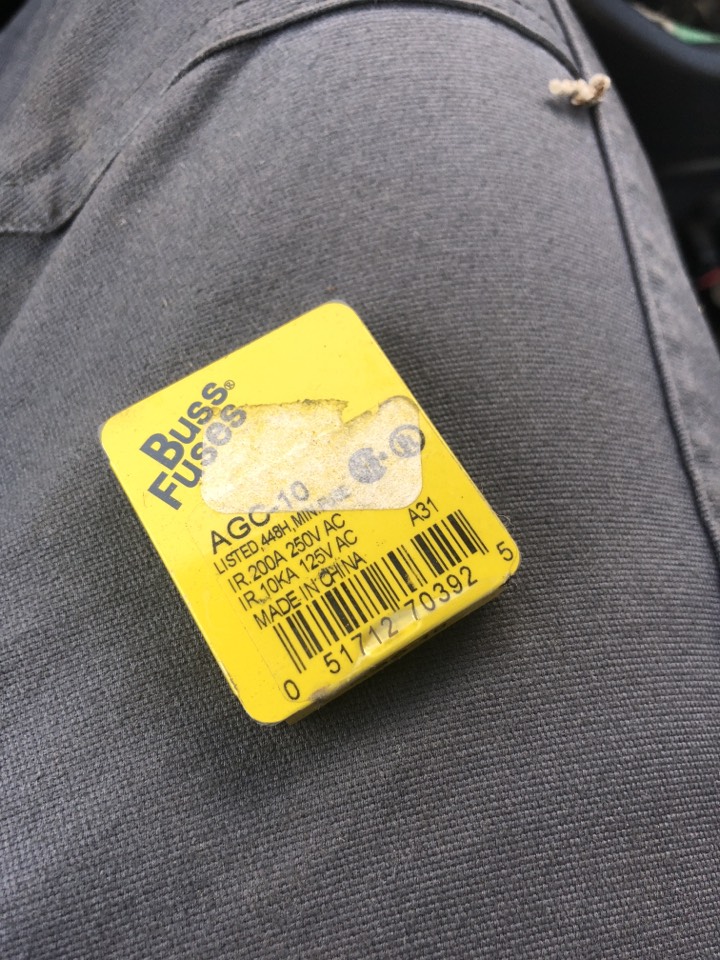 Buss®
Fuses
AGC-10
LISTED,448H,MIN.FUSE
IR.200A 250V AC
IR.10KA 125V AC
MADE IN CHINA
A31
0 51712 70392 5